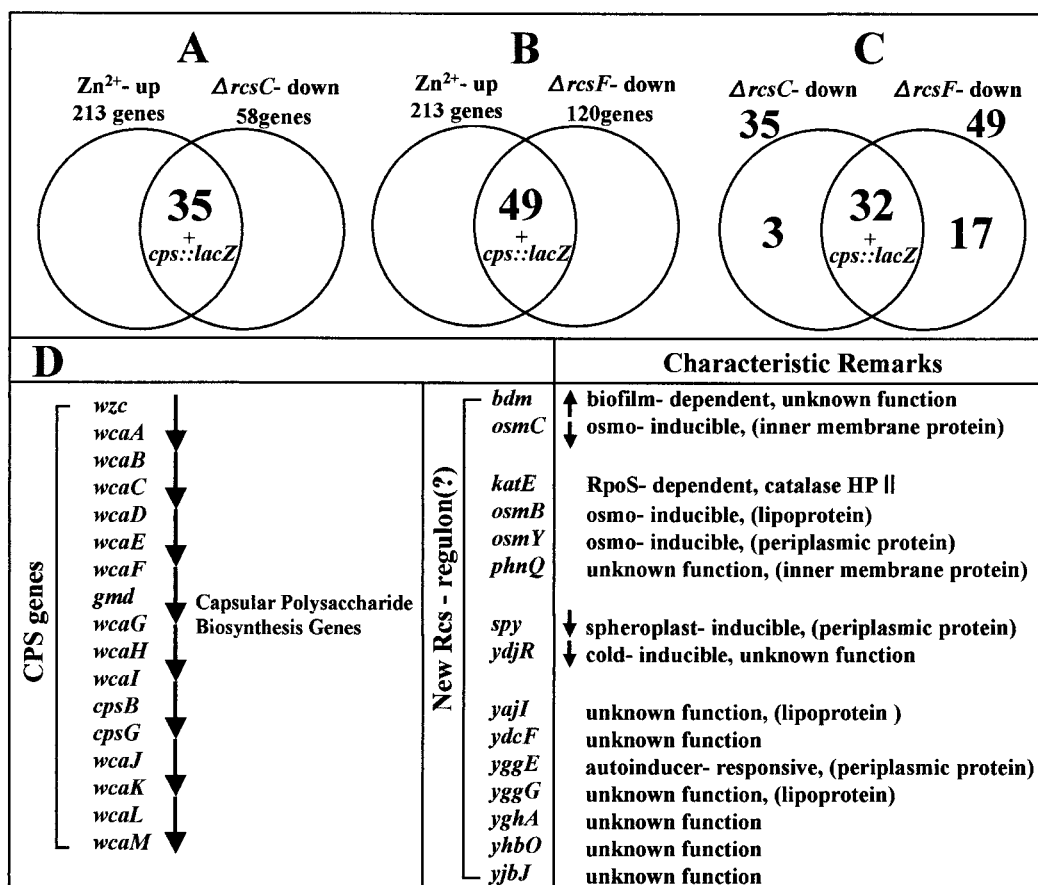 A
Zn2+- up
213 genes
ΔrcsC- down
58genes
35
+
cps::lacZ
B
Zn2+- up
213 genes
ΔrcsF- down
120genes
49
+
cps::lacZ
C
ΔrcsC- down
35
ΔrcsF- down
49
3
32
+
cps::lacZ
17
D
CPS genes
wzc
wcaA
wcaB
wcaC
wcaD
wcaE
wcaF
gmd
wcaG
wcaH
wcaI
cpsB
cpsG
wcaJ
wcaK
wcaL
wcaM
Capsular Polysaccharide
Biosynthesis Genes
Characteristic Remarks
New Rcs - regulon(?)
bdm ↑ biofilm- dependent, unknown function
osmC ↓ osmo- inducible, (inner membrane protein)
katE RpoS- dependent, catalase HP II
osmB osmo- inducible, (lipoprotein)
osmY osmo- inducible, (periplasmic protein)
phnQ unknown function, (inner membrane protein)
spy ↓ spheroplast- inducible, (periplasmic protein)
ydjR ↓ cold- inducible, unknown function
yajI unknown function, (lipoprotein )
ydcF unknown function
yggE autoinducer- responsive, (periplasmic protein)
yggG unknown function, (lipoprotein)
yghA unknown function
yhbO unknown function
yjbJ unknown function